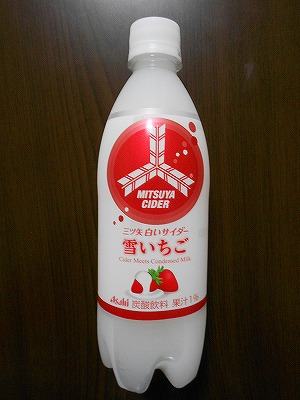 MITSUYA
CIDER
三ツ矢 白いサイダー
雪いちご
Cider Meets Condensed Milk
Asahi 炭酸飲料 果汁1%